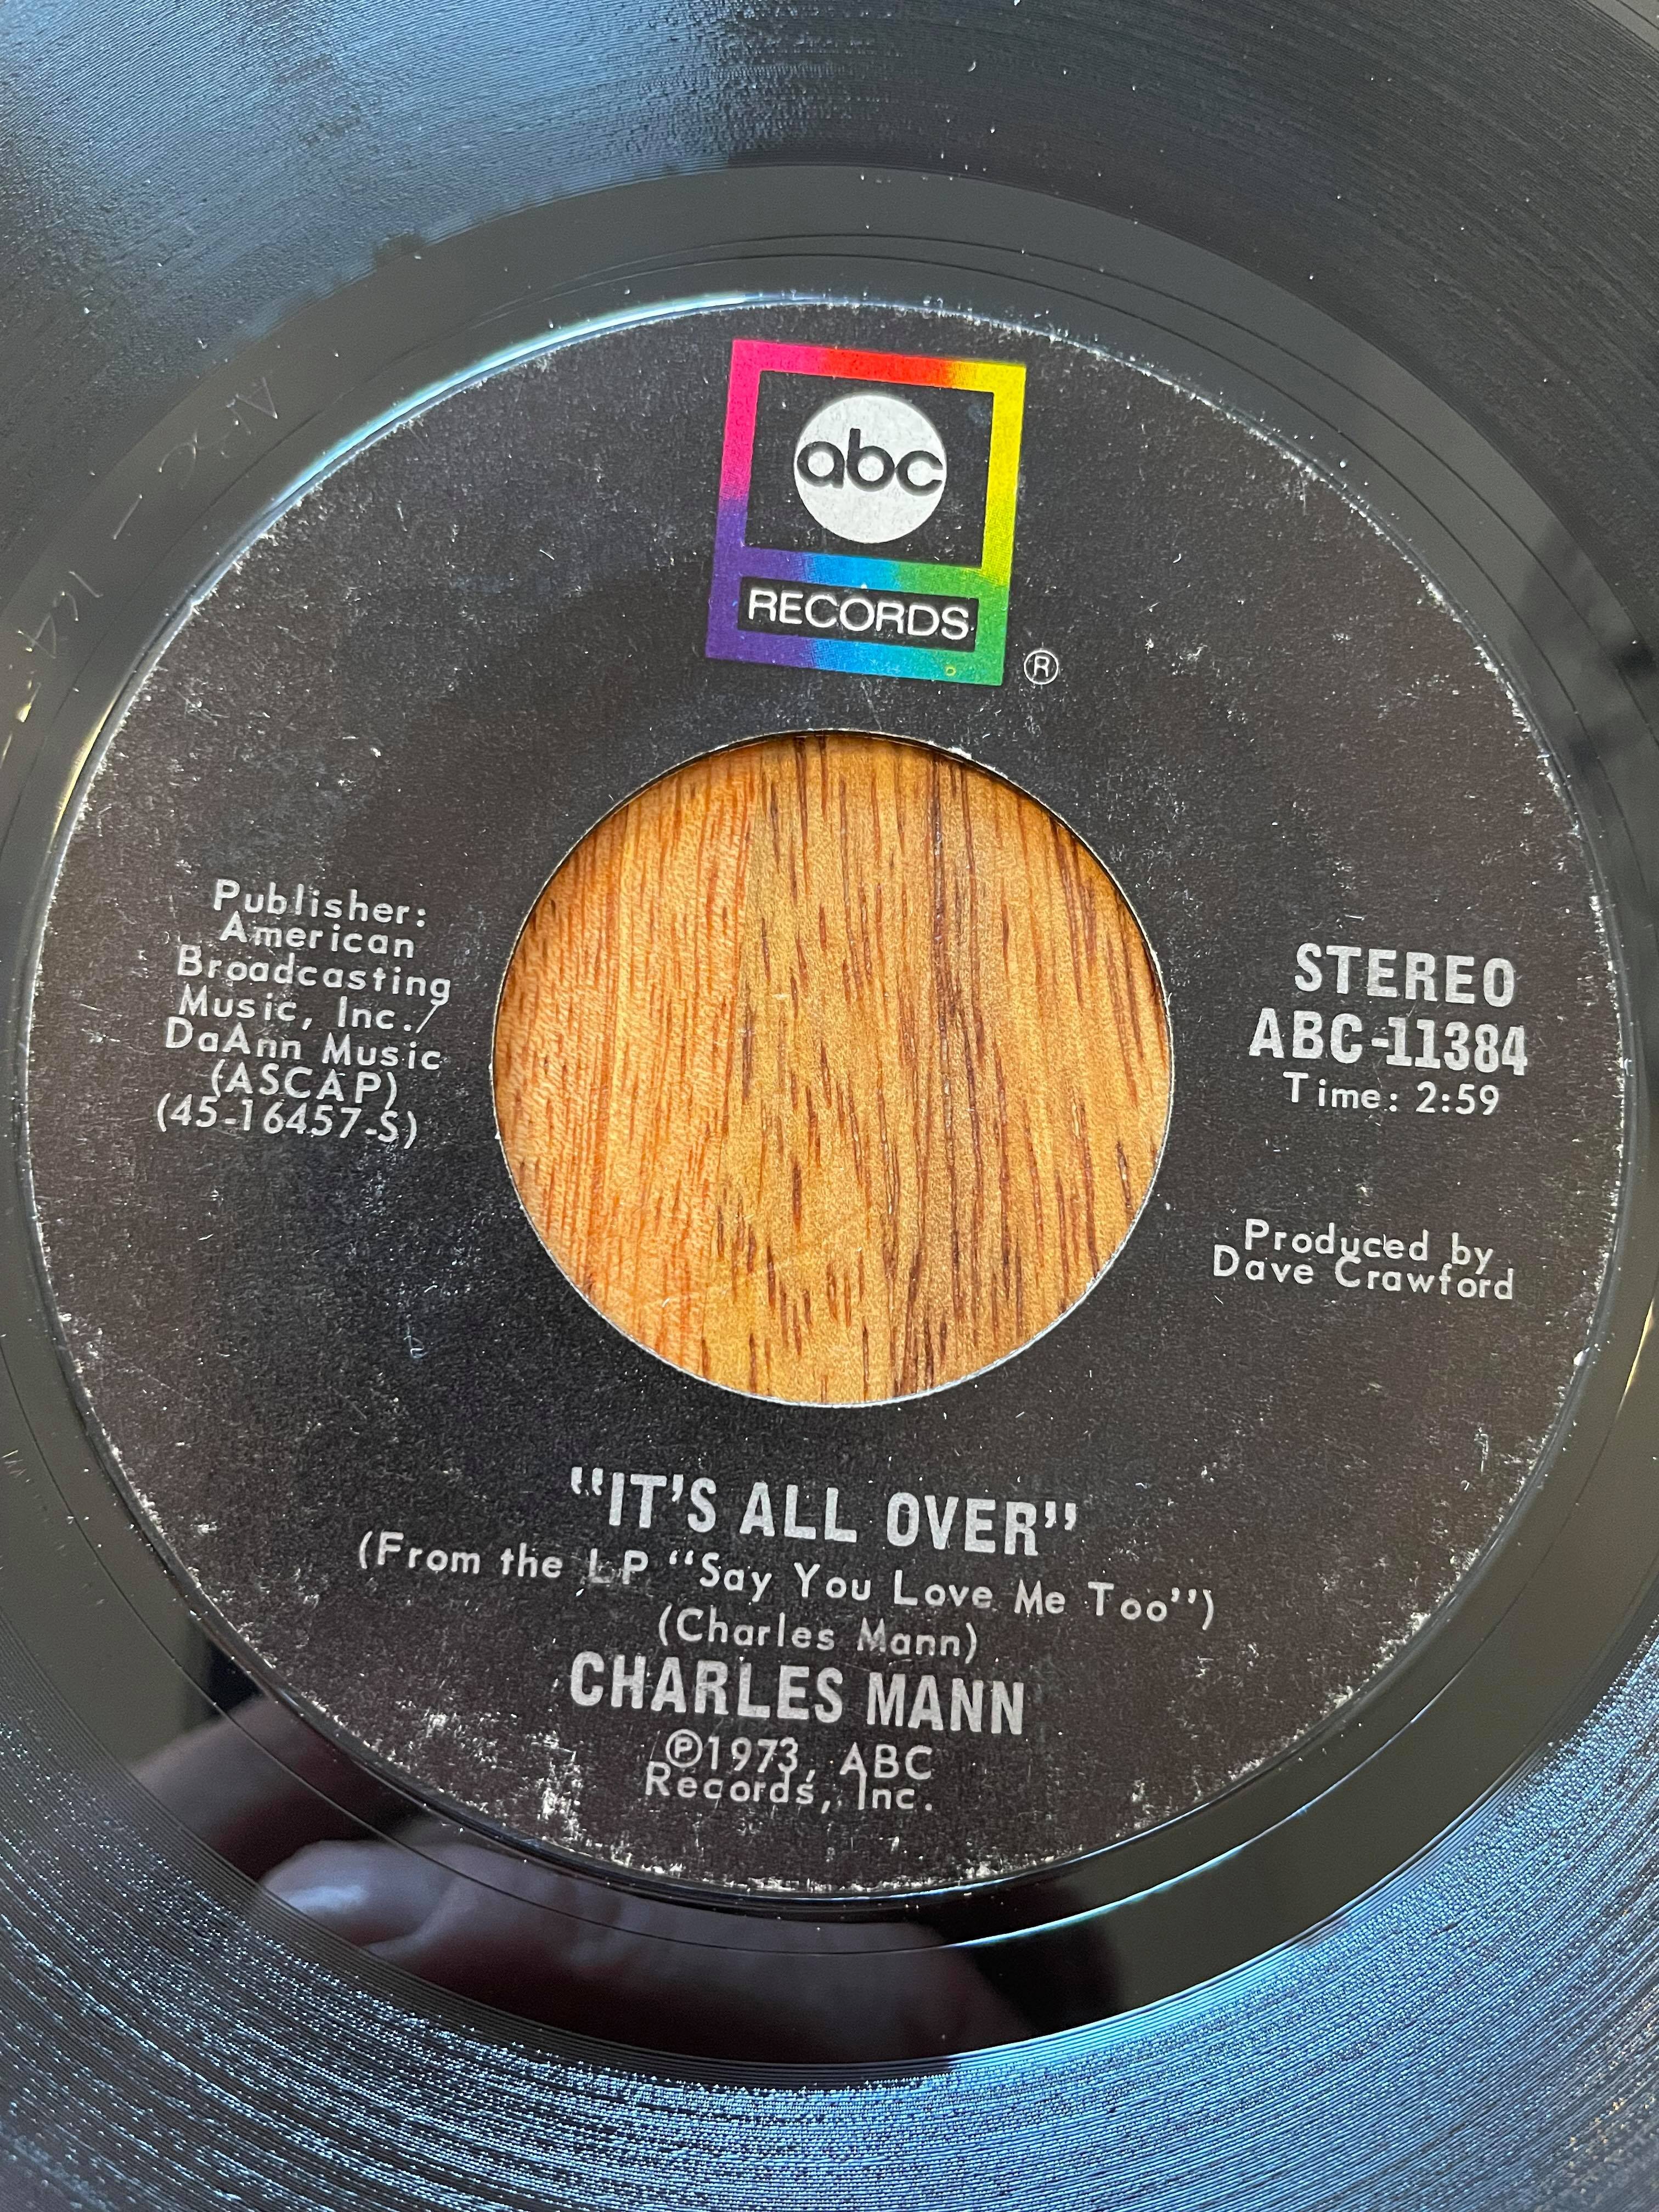 abc
RECORDS
®
Publisher:
American
Broadcasting
Music, Inc./
DaAnn Music
(ASCAP)
(45-16457-S)
STEREO
ABC-11384
Time: 2:59
Produced by
Dave Crawford
"IT'S ALL OVER"
(From the LP "Say You Love Me Too")
(Charles Mann)
CHARLES MANN
℗1973, ABC
Records, Inc.